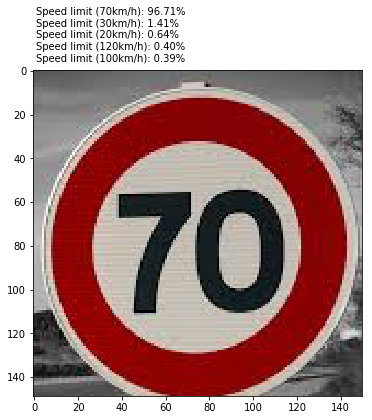 Speed limit (70km/h): 96.71%
Speed limit (30km/h): 1.41%
Speed limit (20km/h): 0.64%
Speed limit (120km/h): 0.40%
Speed limit (100km/h): 0.39%
0
20
40
60
80
100
120
140
70
0 20 40 60 80 100 120 140